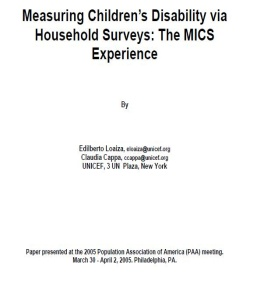 Measuring Children's Disability via
Household Surveys: The MICS
Experience
By
Edilberto Loaiza, eloaiza@unicef.org
Claudia Cappa, ccappa@unicef.org
UNICEF, 3 UN Plaza, New York
Paper presented at the 2005 Population Association of America (PAA) meeting.
March 30 - April 2, 2005. Philadelphia, PA.